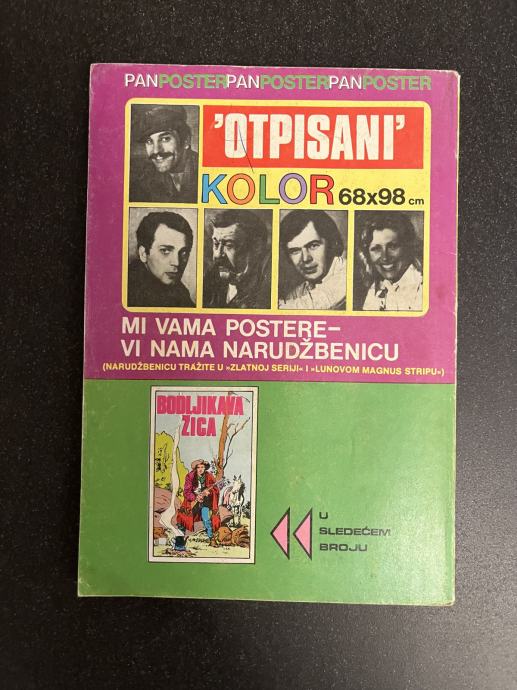 PANPOSTERPANPOSTERPANPOSTER
'OTPISANI'
KOLOR 68x98 cm
MI VAMA POSTERE–
VI NAMA NARUDŽBENICU
(NARUDŽBENICU TRAŽITE U »ZLATNOJ SERIJI« I »LUNOVOM MAGNUS STRIPU«)
BODLJIKAVA
ŽICA
U
SLEDEĆEM
BROJU